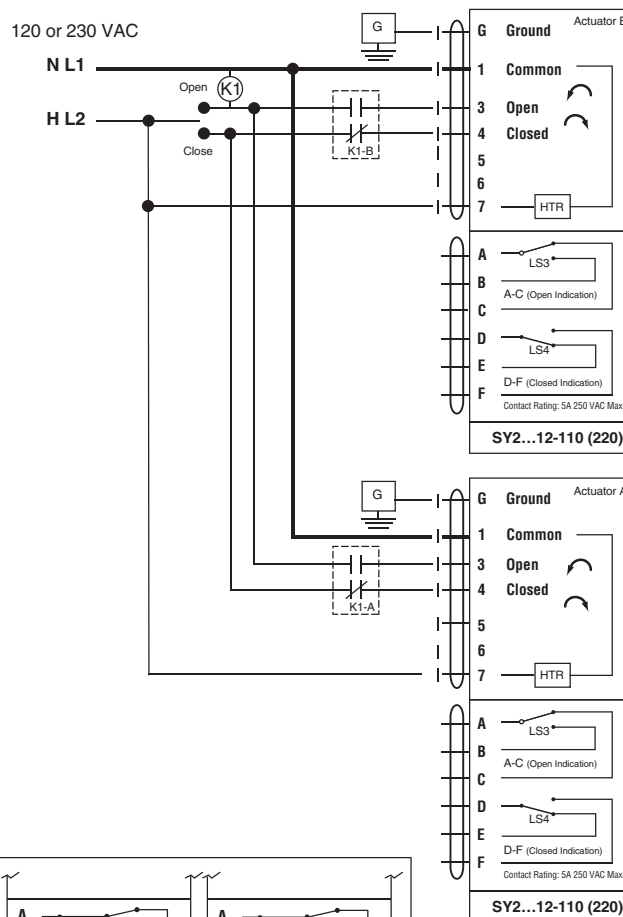 120 or 230 VAC
G
G Ground
Actuator B
N L1
1 Common
Open
K1
3 Open
H L2
4 Closed
Close
K1-B
5
6
7
HTR
A
LS3
B
A-C (Open Indication)
C
D
LS4
E
D-F (Closed Indication)
F
Contact Rating: 5A 250 VAC Max
SY2…12-110 (220)
G
G Ground
Actuator A
1 Common
3 Open
4 Closed
K1-A
5
6
7
HTR
A
LS3
B
A-C (Open Indication)
C
D
LS4
E
D-F (Closed Indication)
F
Contact Rating: 5A 250 VAC Max
SY2…12-110 (220)
A
A